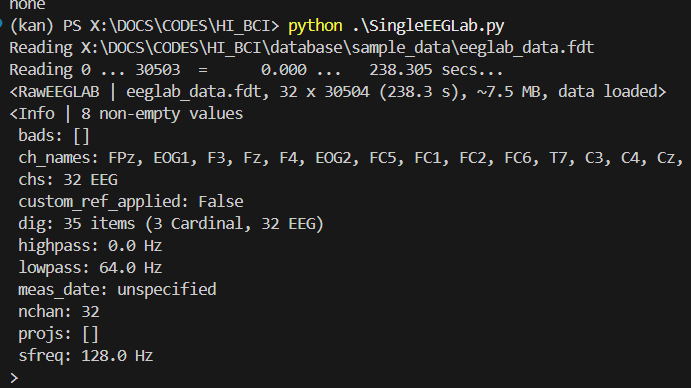 none
(kan) PS X:\DOCS\CODES\HI_BCI> python .\SingleEEGLab.py
Reading X:\DOCS\CODES\HI_BCI\database\sample_data\eeglab_data.fdt
Reading 0 ... 30503  =      0.000 ...   238.305 secs...
<RawEEGLAB | eeglab_data.fdt, 32 x 30504 (238.3 s), ~7.5 MB, data loaded>
<Info | 8 non-empty values
 bads: []
 ch_names: FPz, EOG1, F3, Fz, F4, EOG2, FC5, FC1, FC2, FC6, T7, C3, C4, Cz,
 chs: 32 EEG
 custom_ref_applied: False
 dig: 35 items (3 Cardinal, 32 EEG)
 highpass: 0.0 Hz
 lowpass: 64.0 Hz
 meas_date: unspecified
 nchan: 32
 projs: []
 sfreq: 128.0 Hz
>